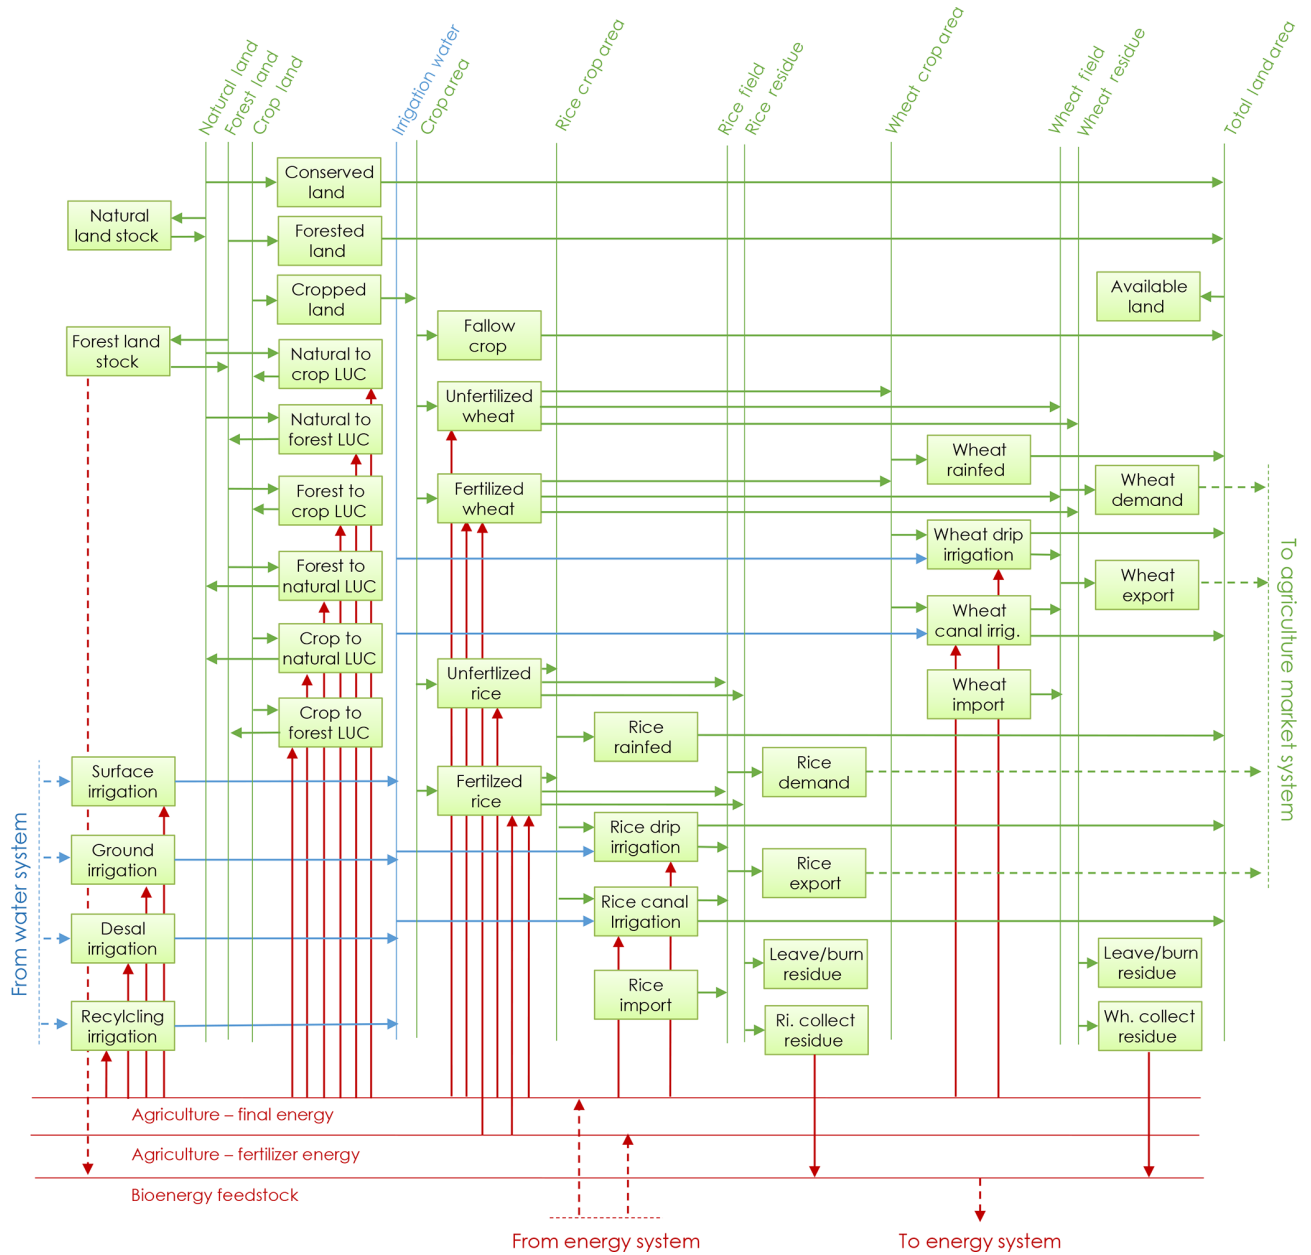 Natural land
Forest land
Crop land
Irrigation water
Crop area
Rice crop area
Rice field
Rice residue
Wheat crop area
Wheat field
Wheat residue
Total land area
Conserved
land
Natural
land stock
Forested
land
Cropped
land
Available
land
Fallow
crop
Forest land
stock
Natural to
crop LUC
Unfertilized
wheat
Natural to
forest LUC
Wheat
rainfed
Wheat
demand
Forest to
crop LUC
Fertilized
wheat
Wheat drip
irrigation
Forest to
natural LUC
Wheat
export
Wheat
canal irrig.
Crop to
natural LUC
Unfertlized
rice
Wheat
import
Crop to
forest LUC
Rice
rainfed
Rice
demand
Surface
irrigation
Fertilzed
rice
Rice drip
irrigation
Ground
irrigation
Rice
export
Rice canal
Irrigation
Desal
irrigation
Leave/burn
residue
Leave/burn
residue
Rice
import
Recylcling
irrigation
Ri. collect
residue
Wh. collect
residue
From water system
To agriculture market system
Agriculture – final energy
Agriculture – fertilizer energy
Bioenergy feedstock
From energy system
To energy system